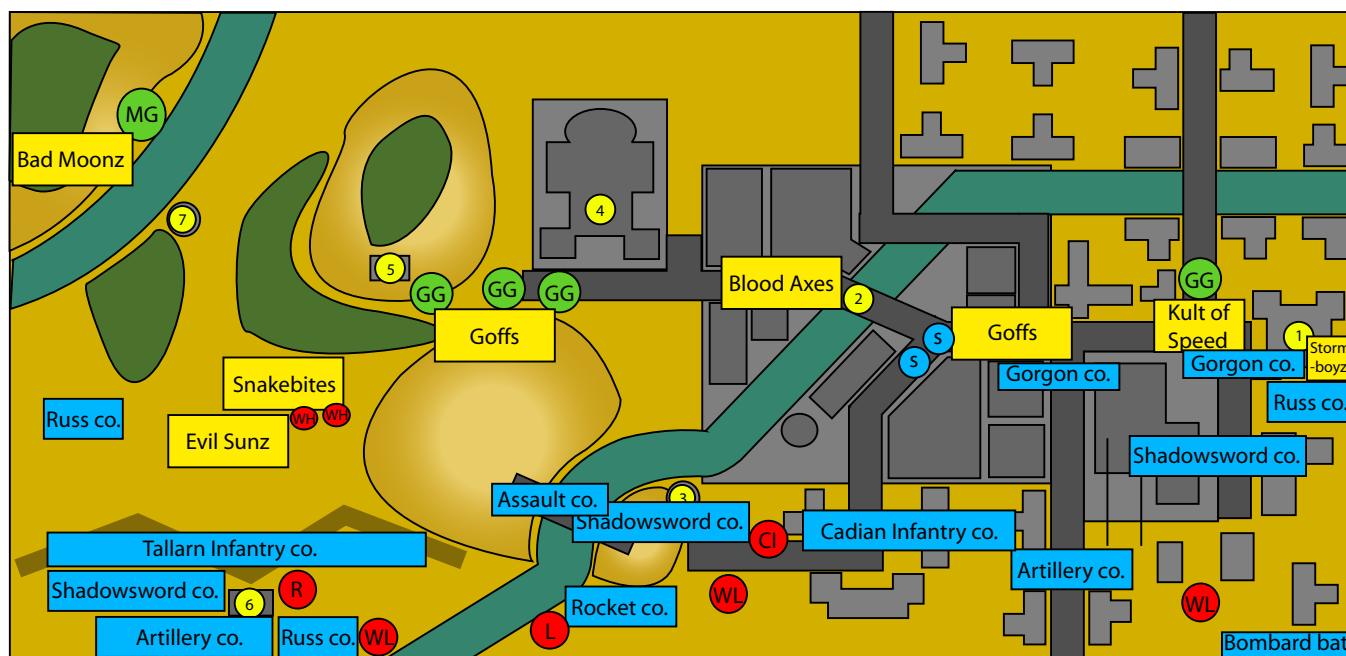 MG
Bad Moonz
7
4
5
GG
GG
GG
GG
Blood Axes
2
Goffs
S
S
Goffs
Kult of
Speed
1
Storm
-boyz
Gorgon co.
Gorgon co.
Snakebites
WH
WH
Russ co.
Russ co.
Evil Sunz
Shadowsword co.
Assault co.
3
Shadowsword co.
Cadian Infantry co.
CI
Tallarn Infantry co.
Artillery co.
Shadowsword co.
R
6
Rocket co.
WL
WL
Artillery co.
Russ co.
WL
L
Bombard bat